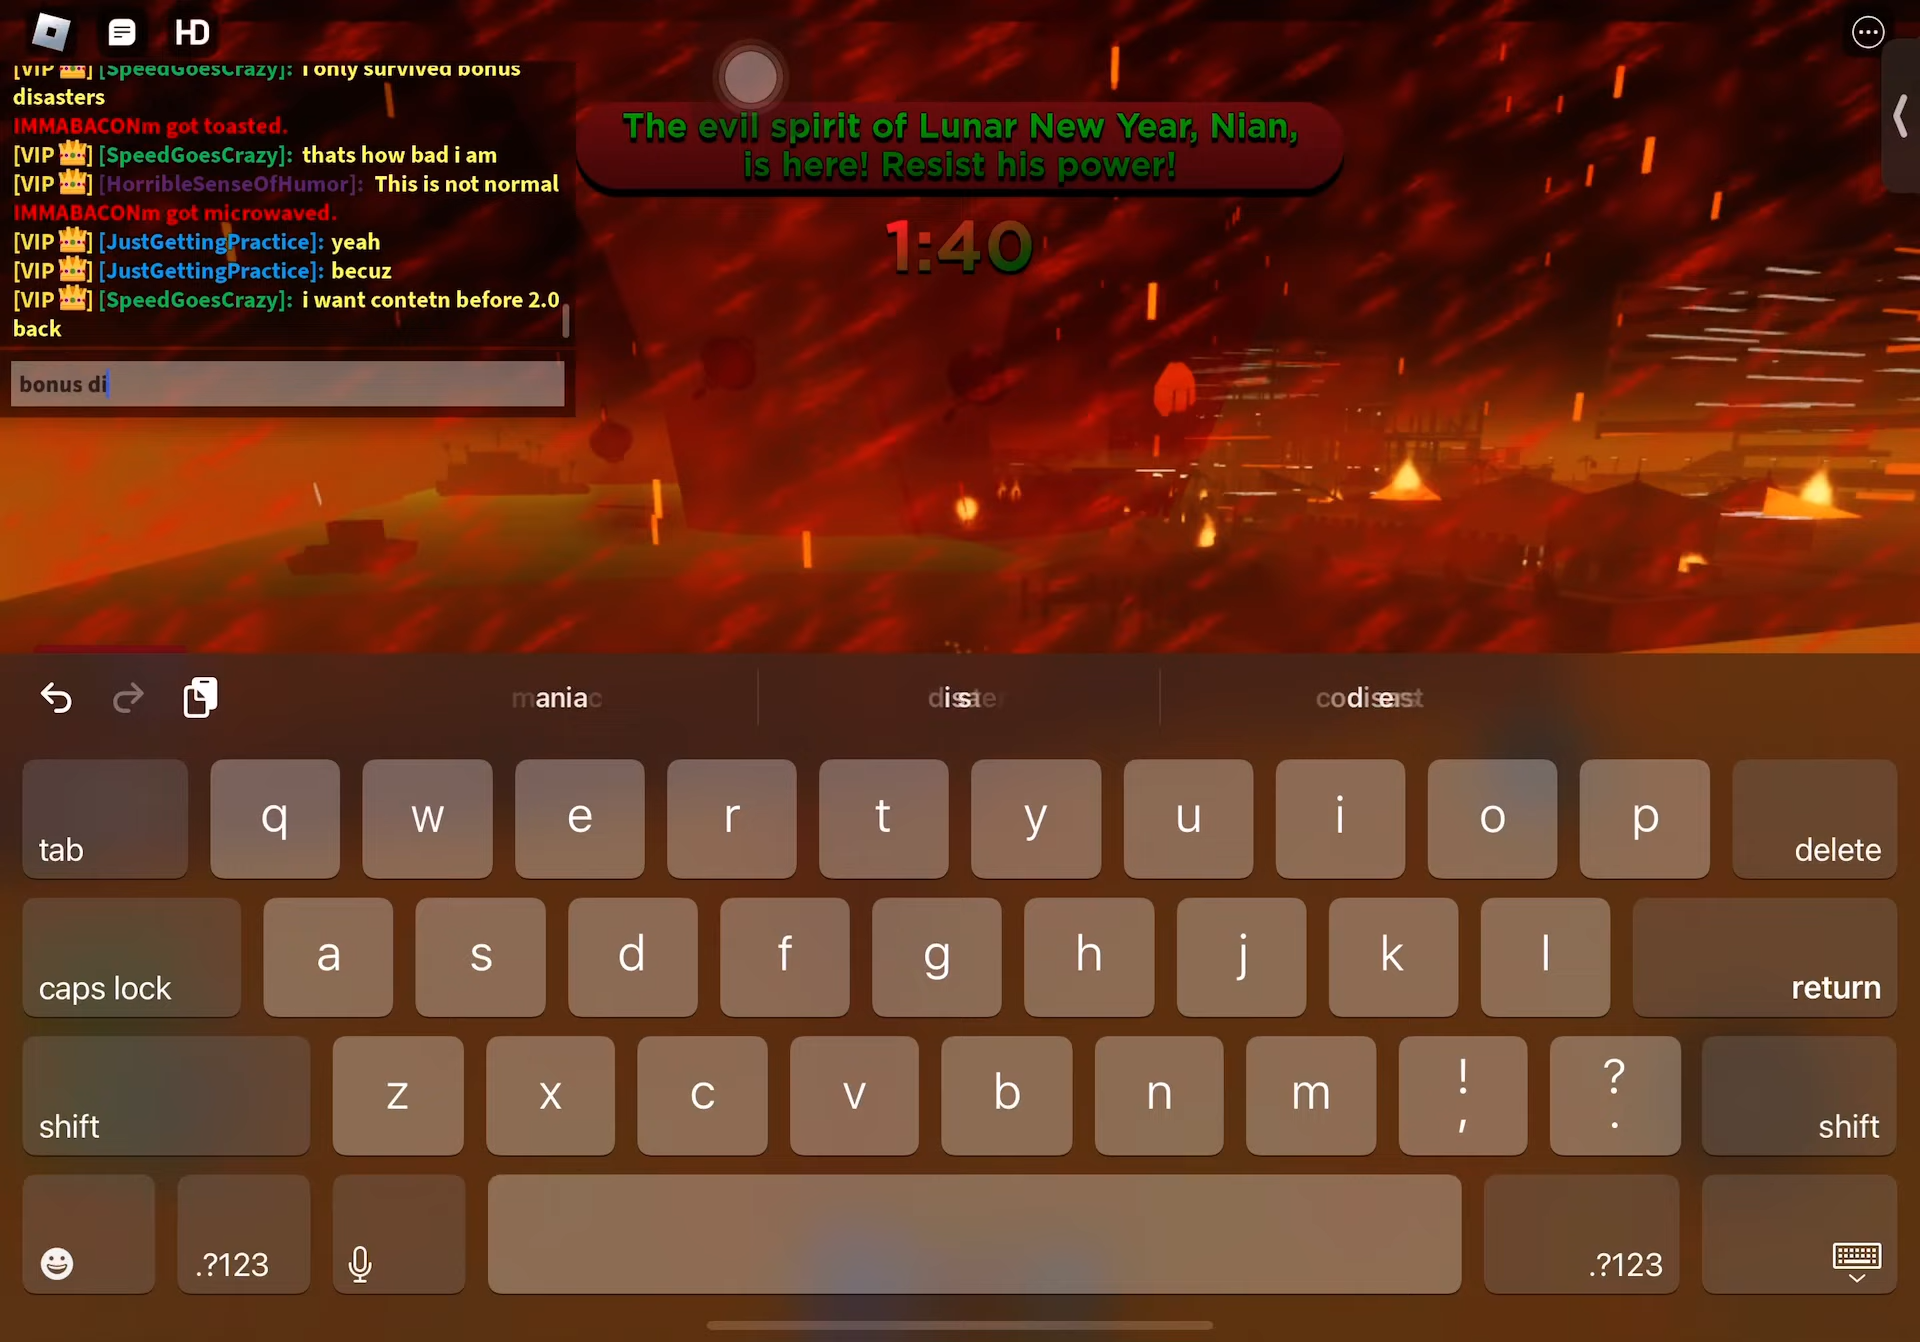 HD
[VIP👑] [SpeedGoesCrazy]: i only survived bonus
disasters
IMMABACONm got toasted.
[VIP👑] [SpeedGoesCrazy]: thats how bad i am
[VIP👑] [HorribleSenseOfHumor]: This is not normal
IMMABACONm got microwaved.
[VIP👑] [JustGettingPractice]: yeah
[VIP👑] [JustGettingPractice]: becuz
[VIP👑] [SpeedGoesCrazy]: i want contetn before 2.0
back
bonus di
The evil spirit of Lunar New Year, Nian,
is here! Resist his power!
1:40
maniac
tab q w e r t y u i o p delete
caps lock a s d f g h j k l return
shift z x c v b n m ! , ? . shift
.?123 .?123